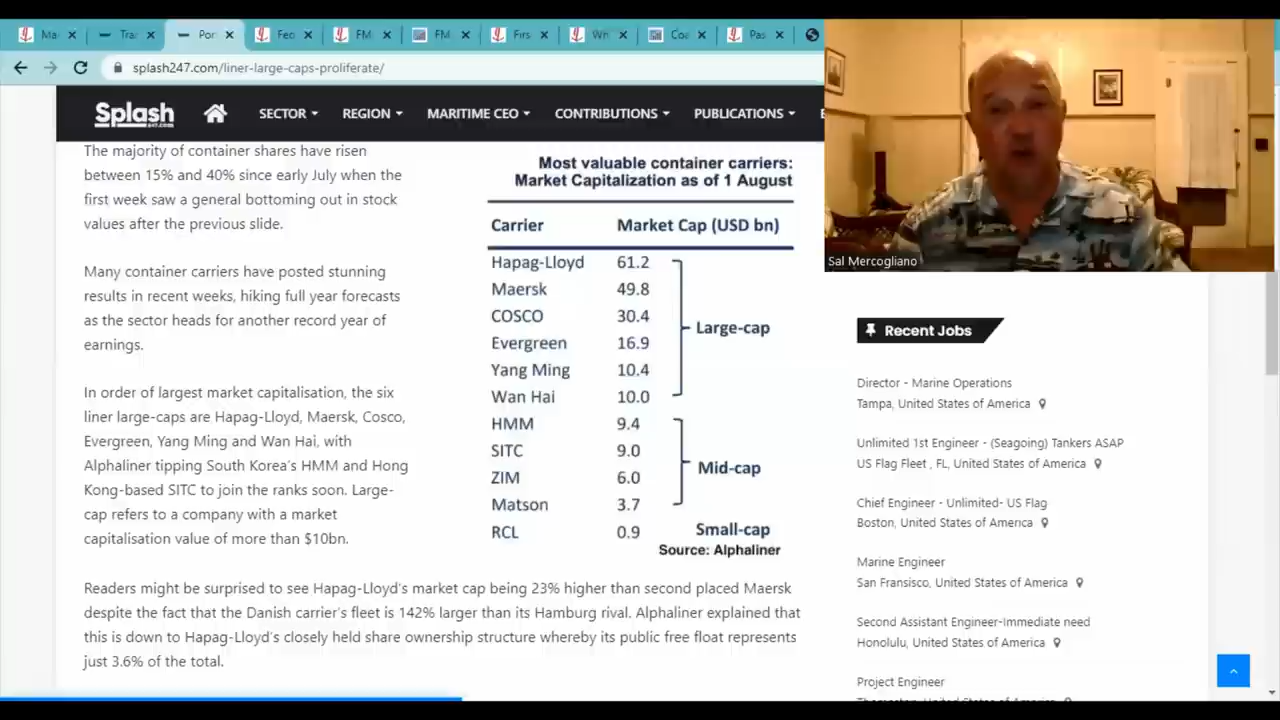 Ma
Tra
Por
Fec
FM
FM
Firs
Wh
Coa
Pas
splash247.com/liner-large-caps-proliferate/
Splash
247.com
SECTOR
REGION
MARITIME CEO
CONTRIBUTIONS
PUBLICATIONS
The majority of container shares have risen
between 15% and 40% since early July when the
first week saw a general bottoming out in stock
values after the previous slide.
Many container carriers have posted stunning
results in recent weeks, hiking full year forecasts
as the sector heads for another record year of
earnings.
In order of largest market capitalisation, the six
liner large-caps are Hapag-Lloyd, Maersk, Cosco,
Evergreen, Yang Ming and Wan Hai, with
Alphaliner tipping South Korea's HMM and Hong
Kong-based SITC to join the ranks soon. Large-
cap refers to a company with a market
capitalisation value of more than $10bn.
Most valuable container carriers:
Market Capitalization as of 1 August
Carrier Market Cap (USD bn)
Hapag-Lloyd 61.2
Maersk 49.8
COSCO 30.4
Large-cap
Evergreen 16.9
Yang Ming 10.4
Wan Hai 10.0
HMM 9.4
SITC 9.0
Mid-cap
ZIM 6.0
Matson 3.7
RCL 0.9 Small-cap
Source: Alphaliner
Readers might be surprised to see Hapag-Lloyd's market cap being 23% higher than second placed Maersk
despite the fact that the Danish carrier's fleet is 142% larger than its Hamburg rival. Alphaliner explained that
this is down to Hapag-Lloyd's closely held share ownership structure whereby its public free float represents
just 3.6% of the total.
Sal Mercogliano
Recent Jobs
Director - Marine Operations
Tampa, United States of America
Unlimited 1st Engineer - (Seagoing) Tankers ASAP
US Flag Fleet , FL, United States of America
Chief Engineer - Unlimited- US Flag
Boston, United States of America
Marine Engineer
San Fransisco, United States of America
Second Assistant Engineer-Immediate need
Honolulu, United States of America
Project Engineer